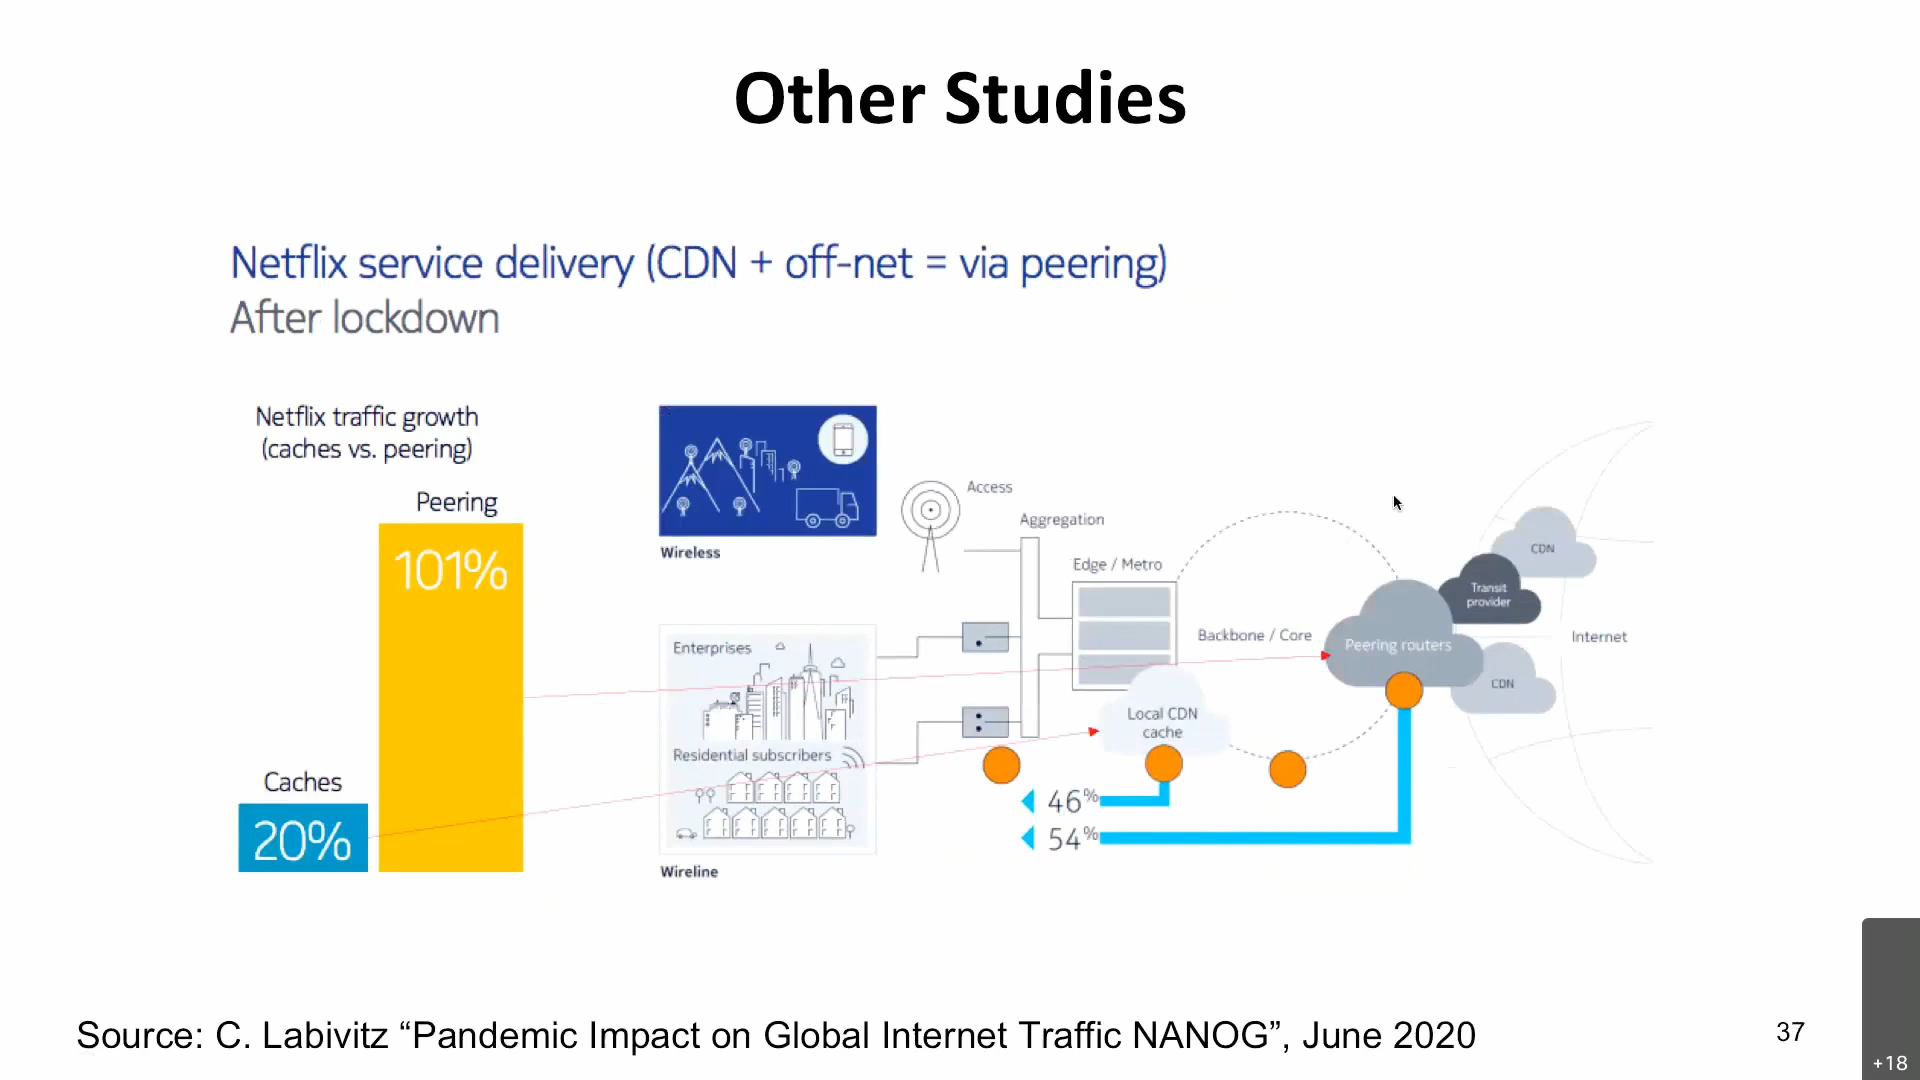 Other Studies
Netflix service delivery (CDN + off-net = via peering)
After lockdown
Netflix traffic growth
(caches vs. peering)
Peering
101%
Caches
20%
Wireless
Enterprises
Residential subscribers
Wireline
Access
Aggregation
Edge / Metro
Backbone / Core
Local CDN
cache
46%
54%
Peering routers
Transit
provider
CDN
CDN
Internet
Source: C. Labivitz “Pandemic Impact on Global Internet Traffic NANOG”, June 2020
37
+18